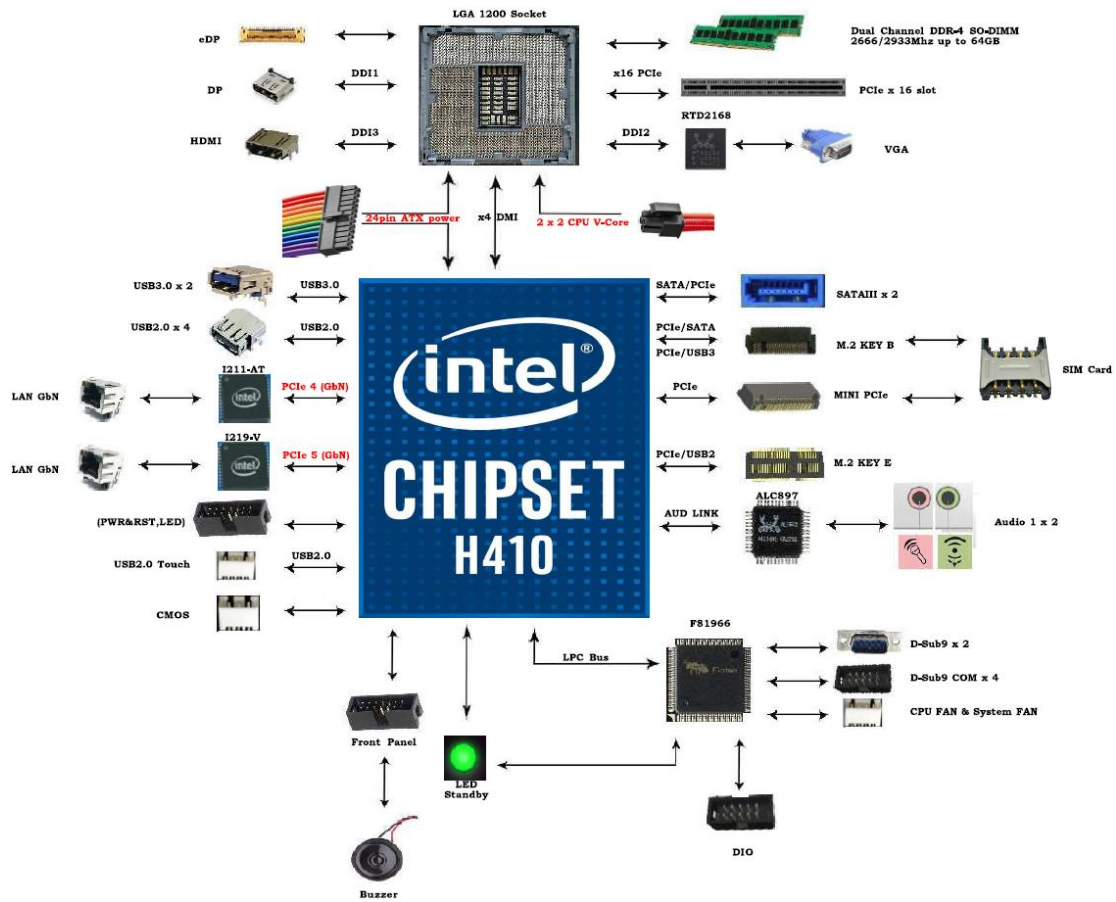 LGA 1200 Socket
eDP
Dual Channel DDR-4 SO-DIMM
2666/2933Mhz up to 64GB
DDI1
x16 PCIe
DP
PCIe x 16 slot
RTD2168
HDMI
DDI3
DDI2
VGA
24pin ATX power
x4 DMI
2 x 2 CPU V-Core
USB3.0 x 2
USB3.0
SATA/PCIe
SATAIII x 2
USB2.0 x 4
USB2.0
PCIe/SATA
PCIe/USB3
M.2 KEY B
SIM Card
I211-AT
LAN GbN
intel
PCIe 4 (GbN)
PCIe
MINI PCIe
I219-V
LAN GbN
intel
PCIe 5 (GbN)
PCIe/USB2
M.2 KEY E
intel®
CHIPSET
H410
ALC897
(PWR&RST,LED)
AUD LINK
Audio 1 x 2
USB2.0 Touch
USB2.0
CMOS
F81966
LPC Bus
D-Sub9 x 2
D-Sub9 COM x 4
CPU FAN & System FAN
Front Panel
LED
Standby
DIO
Buzzer